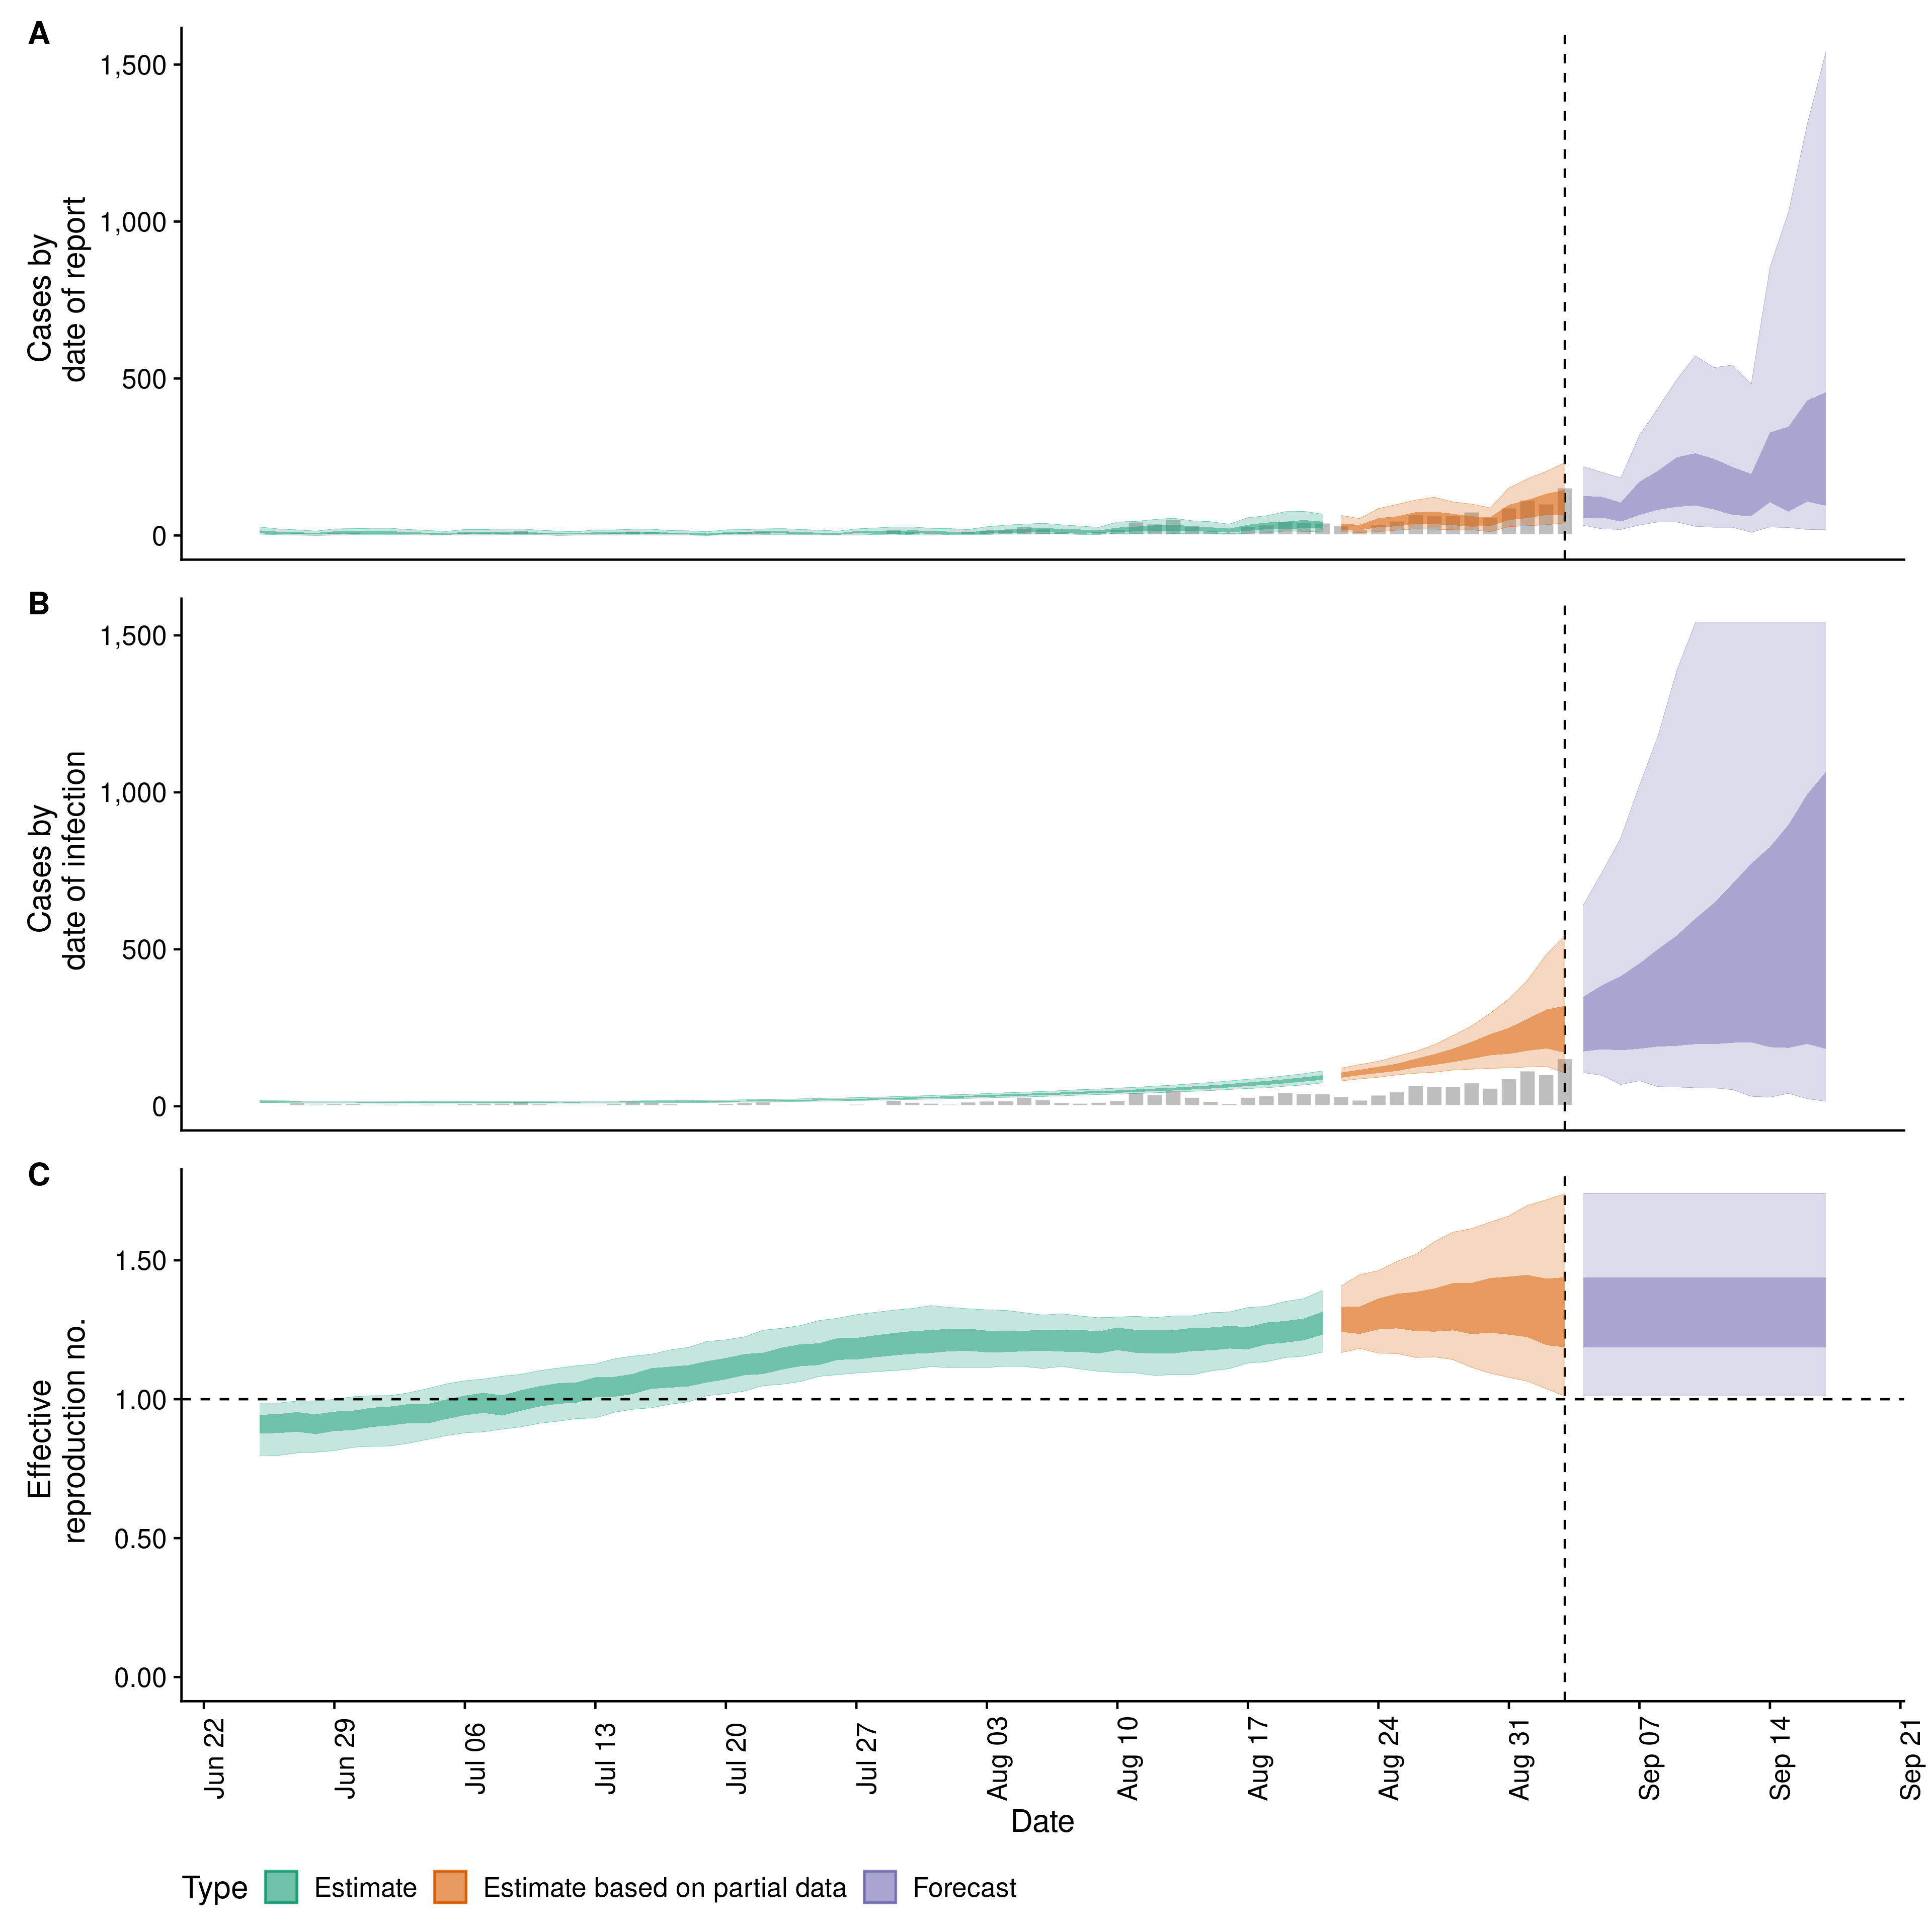 A
1,500
1,000
500
0
Cases by
date of report
B
1,500
1,000
500
0
Cases by
date of infection
C
1.50
1.00
0.50
0.00
Effective
reproduction no.
Jun 22
Jun 29
Jul 06
Jul 13
Jul 20
Jul 27
Aug 03
Aug 10
Aug 17
Aug 24
Aug 31
Sep 07
Sep 14
Sep 21
Date
Type Estimate Estimate based on partial data Forecast